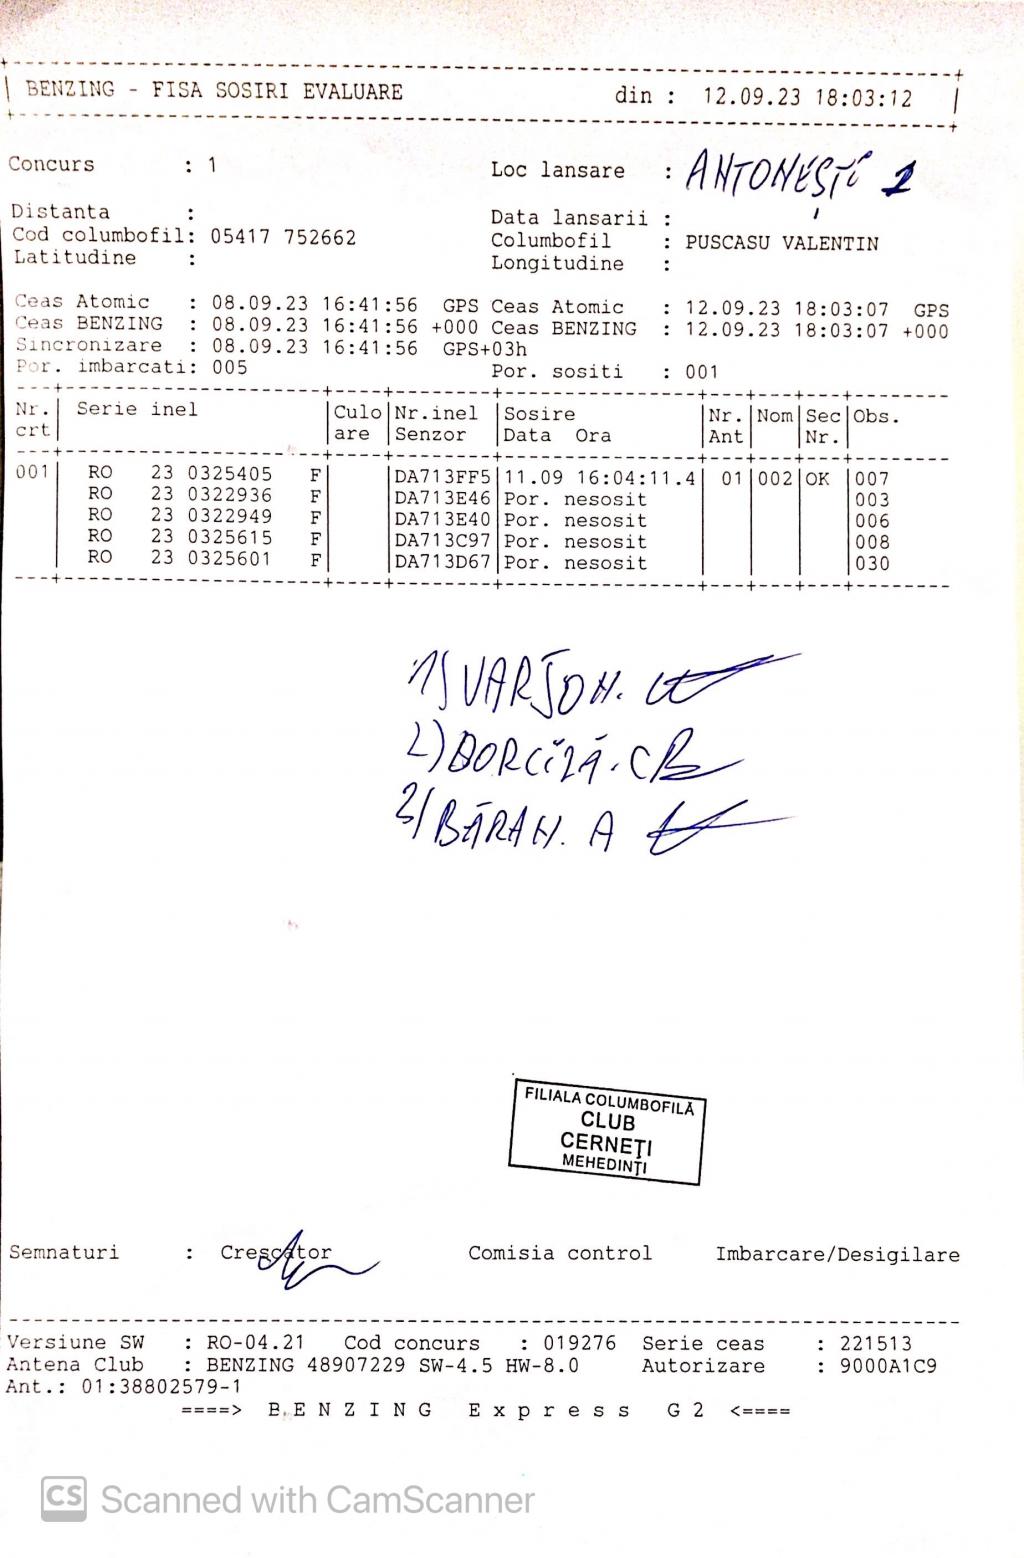 BENZING - FISA SOSIRI EVALUARE din : 12.09.23 18:03:12
Concurs : 1 Loc lansare : ANTONEȘTI 1
Distanta : Data lansarii :
Cod columbofil: 05417 752662 Columbofil : PUSCASU VALENTIN
Latitudine : Longitudine :
Ceas Atomic : 08.09.23 16:41:56 GPS Ceas Atomic : 12.09.23 18:03:07 GPS
Ceas BENZING : 08.09.23 16:41:56 +000 Ceas BENZING : 12.09.23 18:03:07 +000
Sincronizare : 08.09.23 16:41:56 GPS+03h
Por. imbarcati: 005 Por. sositi : 001
Nr. Serie inel Culo Nr.inel Sosire Nr. Nom Sec Obs.
crt are Senzor Data Ora Ant Nr.
001 RO 23 0325405 F DA713FF5 11.09 16:04:11.4 01 002 OK 007
RO 23 0322936 F DA713E46 Por. nesosit 003
RO 23 0322949 F DA713E40 Por. nesosit 006
RO 23 0325615 F DA713C97 Por. nesosit 008
RO 23 0325601 F DA713D67 Por. nesosit 030
1) VARJO H.
2) BORCILĂ. C
3) BĂRAN. A
FILIALA COLUMBOFILĂ
CLUB
CERNEȚI
MEHEDINȚI
Semnaturi : Crescator Comisia control Imbarcare/Desigilare
Versiune SW : RO-04.21 Cod concurs : 019276 Serie ceas : 221513
Antena Club : BENZING 48907229 SW-4.5 HW-8.0 Autorizare : 9000A1C9
Ant.: 01:38802579-1
====> B E N Z I N G E x p r e s s G 2 <====
CS Scanned with CamScanner